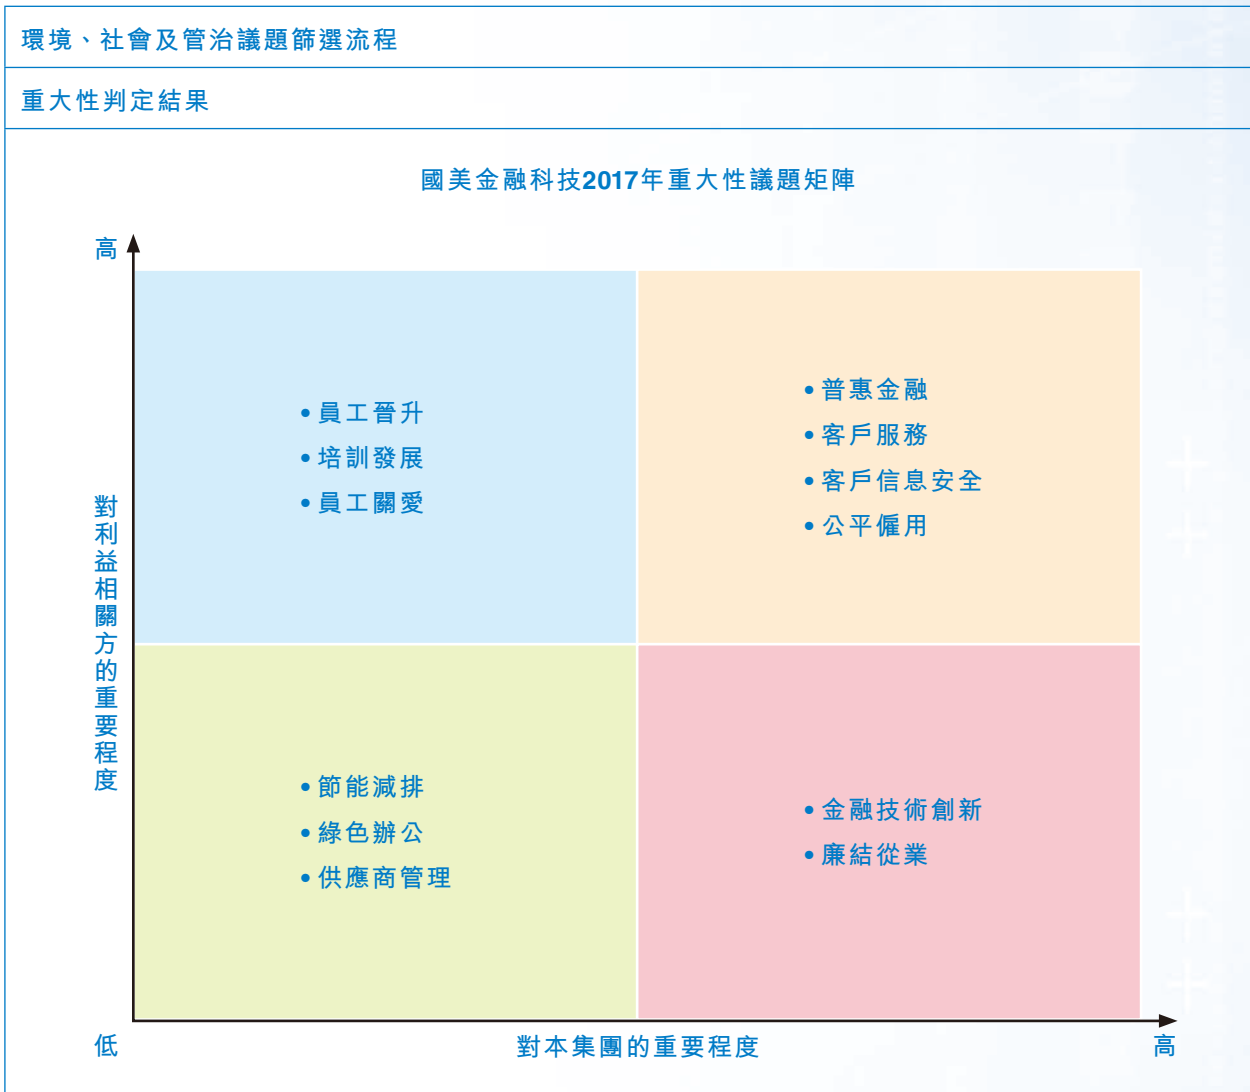 環境、社會及管治議題篩選流程
重大性判定結果
國美金融科技2017年重大性議題矩陣
高
• 員工晉升
• 培訓發展
• 員工關愛
• 普惠金融
• 客戶服務
• 客戶信息安全
• 公平僱用
對利益相關方的重要程度
• 節能減排
• 綠色辦公
• 供應商管理
• 金融技術創新
• 廉結從業
低
對本集團的重要程度
高